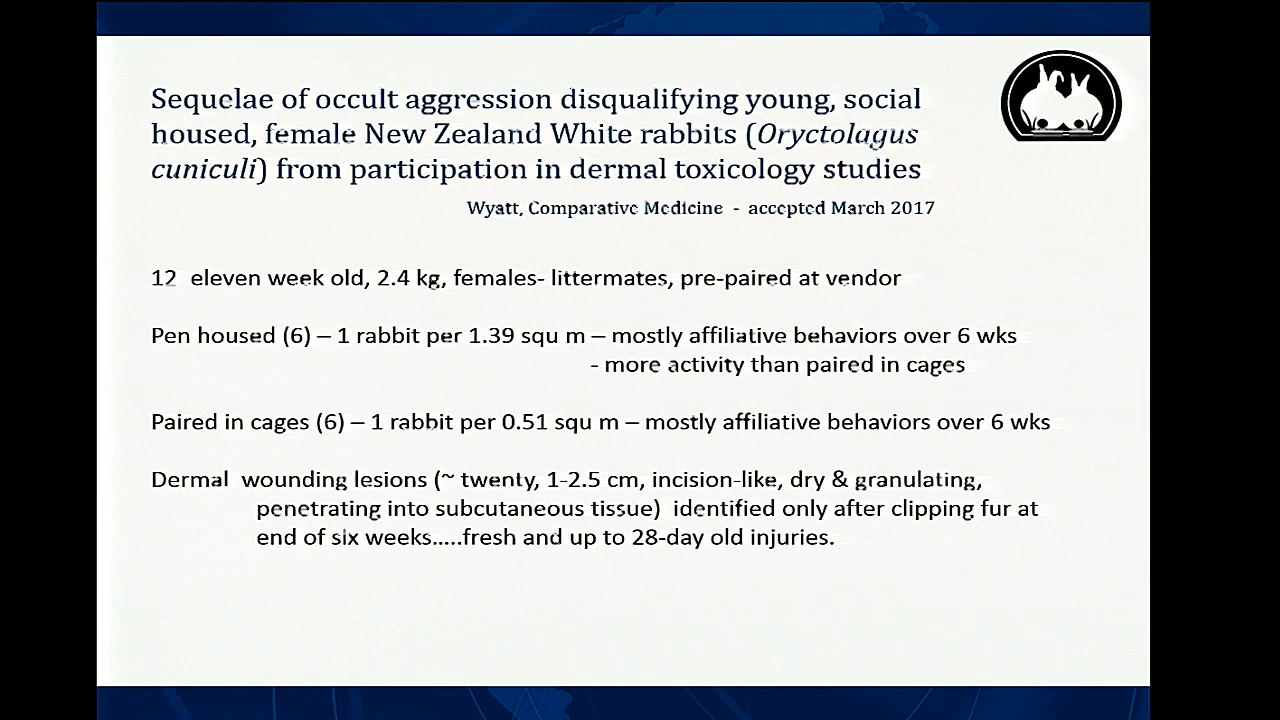 Sequelae of occult aggression disqualifying young, social
housed, female New Zealand White rabbits (Oryctolagus
cuniculi) from participation in dermal toxicology studies
Wyatt, Comparative Medicine - accepted March 2017
12 eleven week old, 2.4 kg, females- littermates, pre-paired at vendor
Pen housed (6) – 1 rabbit per 1.39 squ m – mostly affiliative behaviors over 6 wks
- more activity than paired in cages
Paired in cages (6) – 1 rabbit per 0.51 squ m – mostly affiliative behaviors over 6 wks
Dermal wounding lesions (~ twenty, 1-2.5 cm, incision-like, dry & granulating,
penetrating into subcutaneous tissue) identified only after clipping fur at
end of six weeks.....fresh and up to 28-day old injuries.